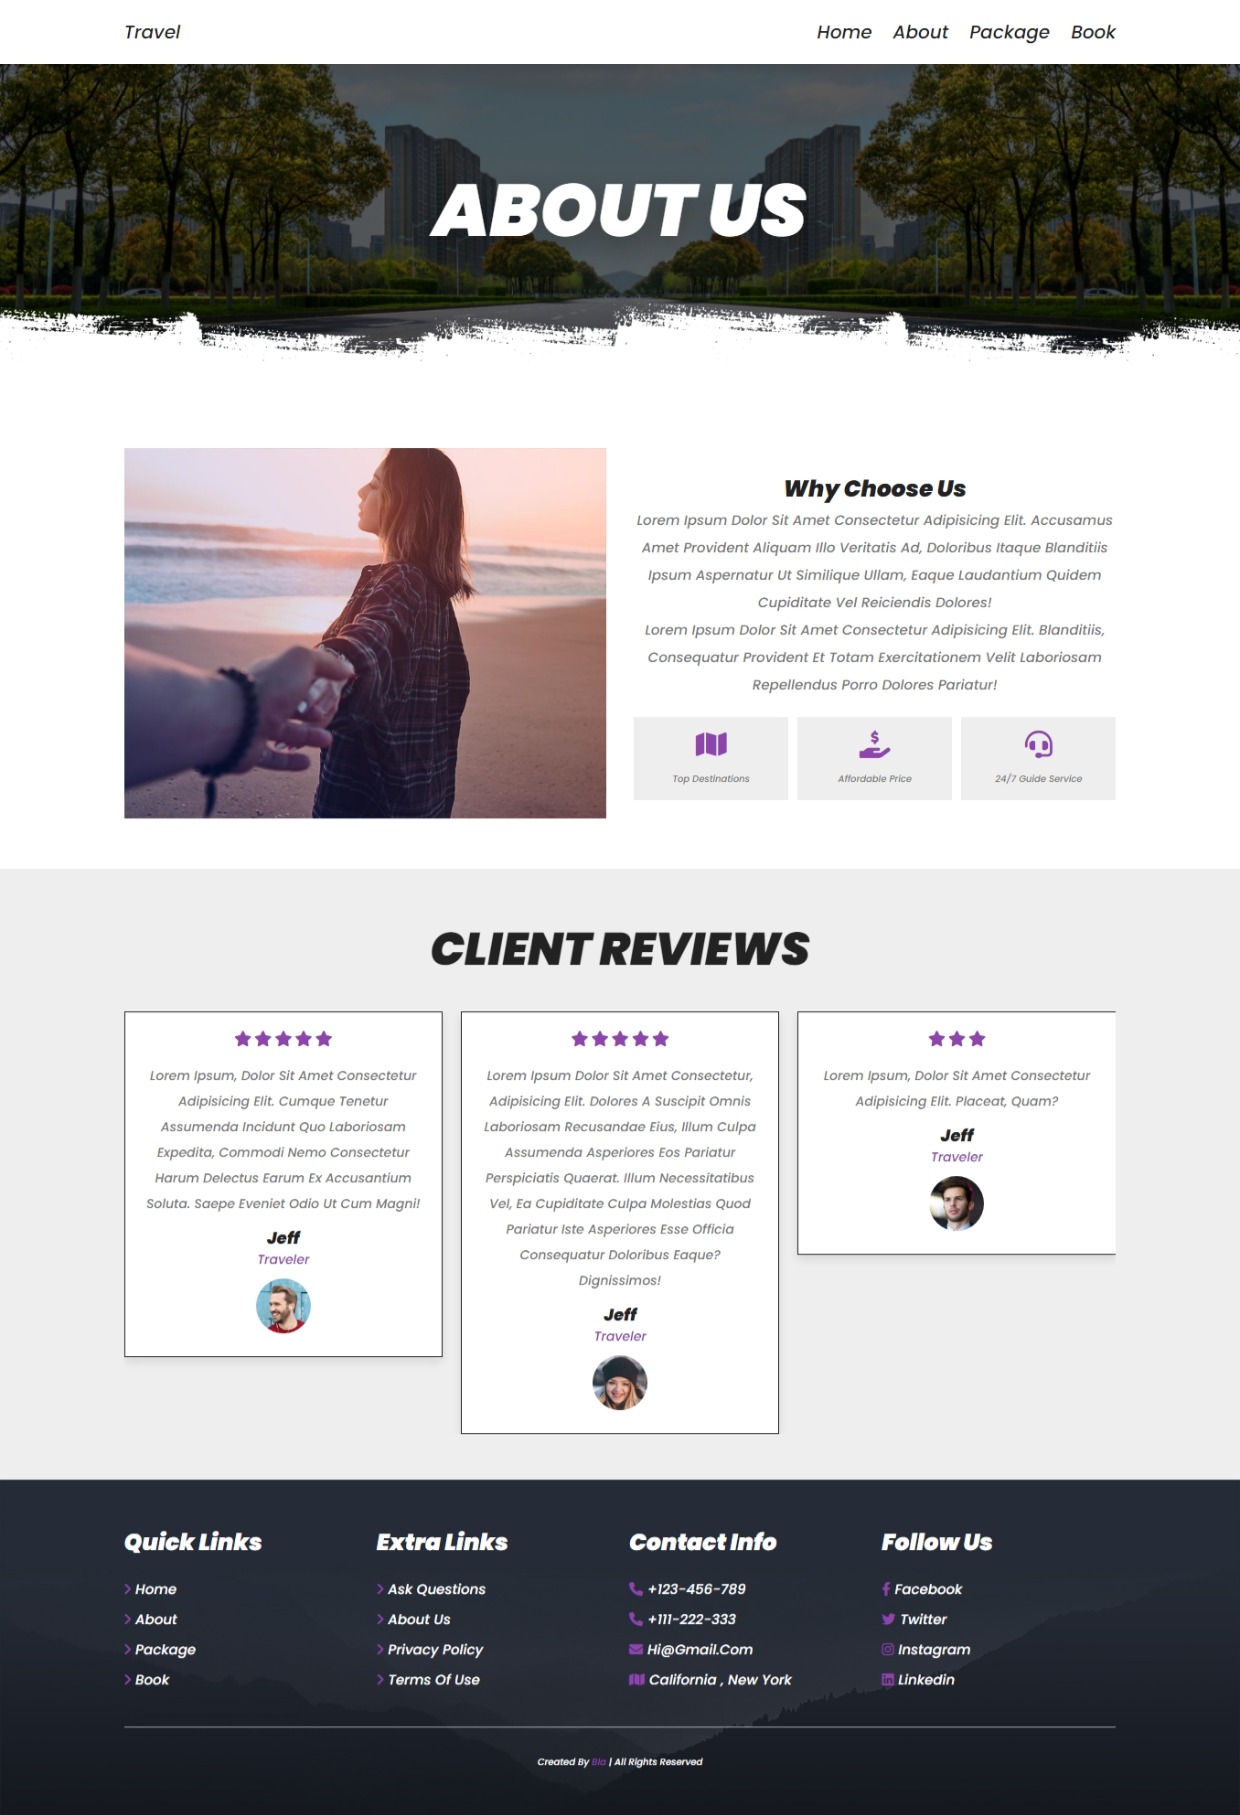 Travel
Home About Package Book
ABOUT US
Why Choose Us
Lorem Ipsum Dolor Sit Amet Consectetur Adipisicing Elit. Accusamus
Amet Provident Aliquam Illo Veritatis Ad, Doloribus Itaque Blanditiis
Ipsum Aspernatur Ut Similique Ullam, Eaque Laudantium Quidem
Cupiditate Vel Reiciendis Dolores!
Lorem Ipsum Dolor Sit Amet Consectetur Adipisicing Elit. Blanditiis,
Consequatur Provident Et Totam Exercitationem Velit Laboriosam
Repellendus Porro Dolores Pariatur!
Top Destinations
Affordable Price
24/7 Guide Service
CLIENT REVIEWS
Lorem Ipsum, Dolor Sit Amet Consectetur
Adipisicing Elit. Cumque Tenetur
Assumenda Incidunt Quo Laboriosam
Expedita, Commodi Nemo Consectetur
Harum Delectus Earum Ex Accusantium
Soluta. Saepe Eveniet Odio Ut Cum Magni!
Jeff
Traveler
Lorem Ipsum Dolor Sit Amet Consectetur,
Adipisicing Elit. Dolores A Suscipit Omnis
Laboriosam Recusandae Eius, Illum Culpa
Assumenda Asperiores Eos Pariatur
Perspiciatis Quaerat. Illum Necessitatibus
Vel, Ea Cupiditate Culpa Molestias Quod
Pariatur Iste Asperiores Esse Officia
Consequatur Doloribus Eaque?
Dignissimos!
Jeff
Traveler
Lorem Ipsum, Dolor Sit Amet Consectetur
Adipisicing Elit. Placeat, Quam?
Jeff
Traveler
Quick Links
Home
About
Package
Book
Extra Links
Ask Questions
About Us
Privacy Policy
Terms Of Use
Contact Info
+123-456-789
+111-222-333
Hi@Gmail.Com
California , New York
Follow Us
Facebook
Twitter
Instagram
Linkedin
Created By Bla | All Rights Reserved